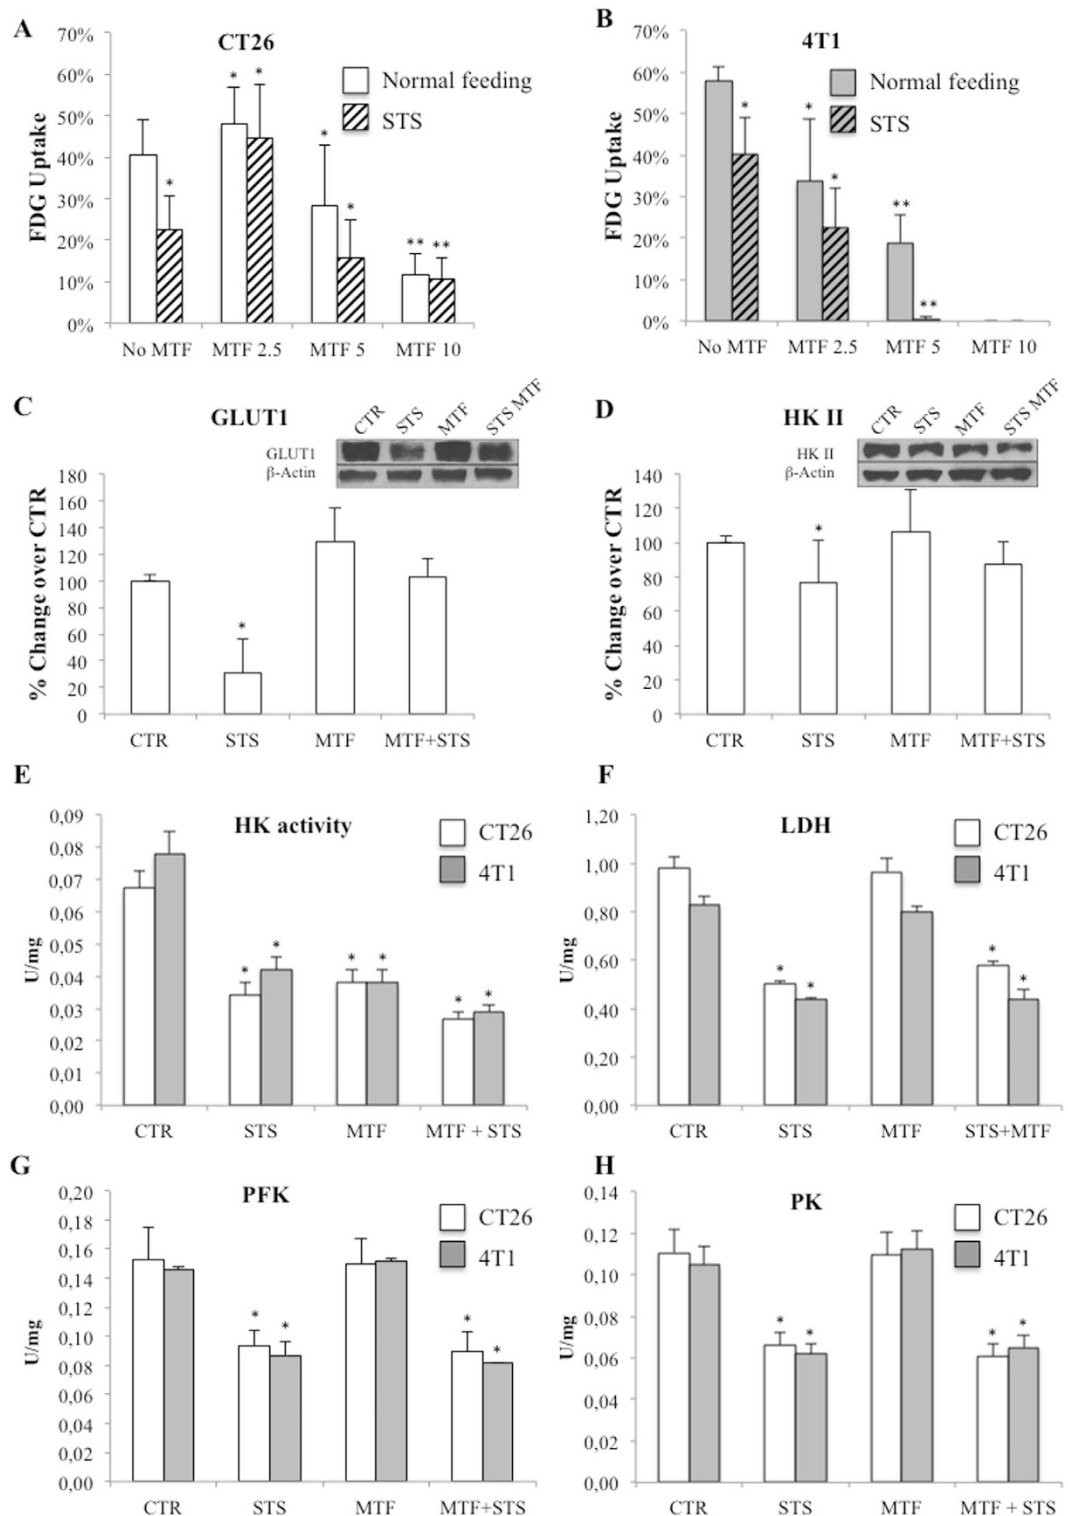 A
CT26
FDG Uptake
70%
60%
50%
40%
30%
20%
10%
0%
Normal feeding
STS
*
* *
*
*
** **
No MTF
MTF 2.5
MTF 5
MTF 10
B
4T1
FDG Uptake
70%
60%
50%
40%
30%
20%
10%
0%
Normal feeding
STS
*
*
*
**
**
No MTF
MTF 2.5
MTF 5
MTF 10
C
GLUT1
CTR
STS
MTF
STS MTF
GLUT1
β-Actin
% Change over CTR
180
160
140
120
100
80
60
40
20
0
*
CTR
STS
MTF
MTF+STS
D
HK II
CTR
STS
MTF
STS MTF
HK II
β-Actin
% Change over CTR
140
120
100
80
60
40
20
0
*
CTR
STS
MTF
MTF+STS
E
HK activity
U/mg
0,09
0,08
0,07
0,06
0,05
0,04
0,03
0,02
0,01
0,00
CT26
4T1
*
*
* *
* *
CTR
STS
MTF
MTF + STS
F
LDH
U/mg
1,20
1,00
0,80
0,60
0,40
0,20
0,00
CT26
4T1
*
*
*
*
CTR
STS
MTF
STS+MTF
G
PFK
U/mg
0,20
0,18
0,16
0,14
0,12
0,10
0,08
0,06
0,04
0,02
0,00
CT26
4T1
*
*
*
*
CTR
STS
MTF
MTF+STS
H
PK
U/mg
0,14
0,12
0,10
0,08
0,06
0,04
0,02
0,00
CT26
4T1
*
*
*
*
CTR
STS
MTF
MTF + STS